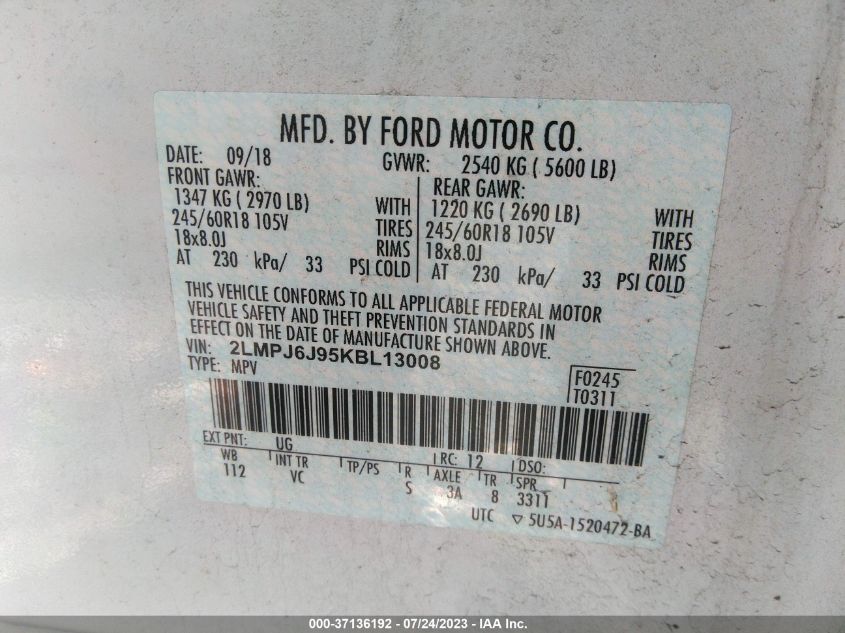 MFD. BY FORD MOTOR CO.
DATE: 09/18 GVWR: 2540 KG ( 5600 LB)
FRONT GAWR: REAR GAWR:
1347 KG ( 2970 LB) WITH 1220 KG ( 2690 LB) WITH
245/60R18 105V TIRES 245/60R18 105V TIRES
18x8.0J RIMS 18x8.0J RIMS
AT 230 kPa/ 33 PSI COLD AT 230 kPa/ 33 PSI COLD
THIS VEHICLE CONFORMS TO ALL APPLICABLE FEDERAL MOTOR
VEHICLE SAFETY AND THEFT PREVENTION STANDARDS IN
EFFECT ON THE DATE OF MANUFACTURE SHOWN ABOVE.
VIN: 2LMPJ6J95KBL13008
TYPE: MPV
F0245
T0311
EXT PNT: UG RC: 12 DSO:
WB INT TR TP/PS R AXLE TR SPR
112 VC S 3A 8 3311
UTC ▽ 5U5A-1520472-BA
000-37136192 - 07/24/2023 - IAA Inc.